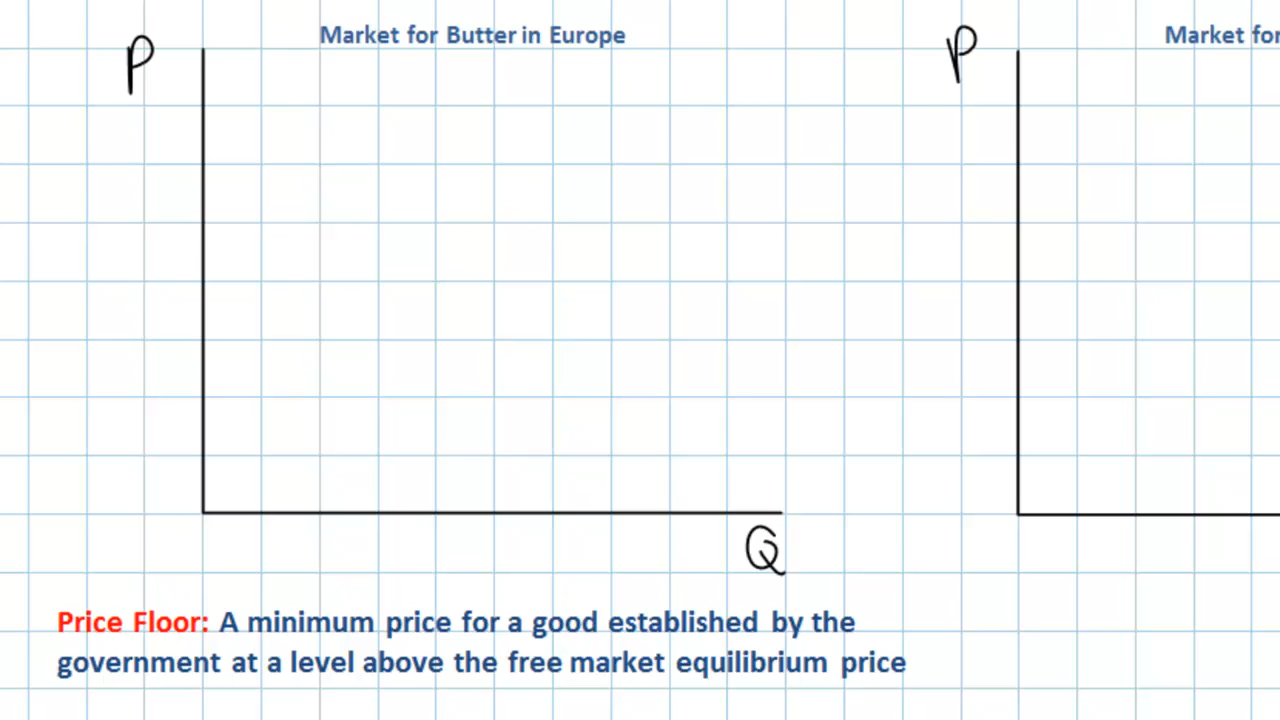 Market for Butter in Europe
Market for
P
P
Q
Price Floor: A minimum price for a good established by the
government at a level above the free market equilibrium price